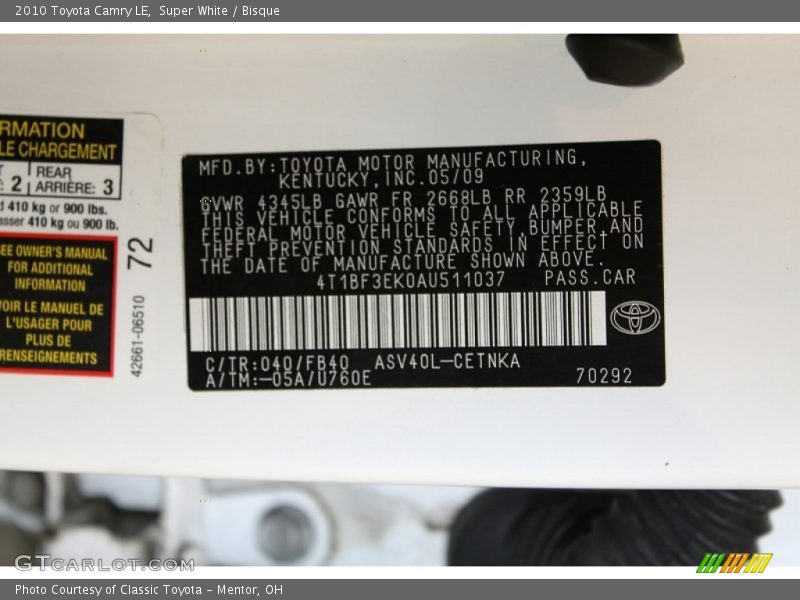 2010 Toyota Camry LE, Super White / Bisque
RMATION
LE CHARGEMENT
: 2
REAR
ARRIÈRE: 3
410 kg or 900 lbs.
asser 410 kg ou 900 lb.
EE OWNER'S MANUAL
FOR ADDITIONAL
INFORMATION
OIR LE MANUEL DE
L'USAGER POUR
PLUS DE
RENSEIGNEMENTS
42661-06510 72
MFD.BY:TOYOTA MOTOR MANUFACTURING,
KENTUCKY,INC.05/09
GVWR 4345LB GAWR FR 2668LB RR 2359LB
THIS VEHICLE CONFORMS TO ALL APPLICABLE
FEDERAL MOTOR VEHICLE SAFETY,BUMPER,AND
THEFT PREVENTION STANDARDS IN EFFECT ON
THE DATE OF MANUFACTURE SHOWN ABOVE.
4T1BF3EK0AU511037 PASS.CAR
C/TR:040/FB40 ASV40L-CETNKA
A/TM:-05A/U760E
70292
GTcarlot.com
Photo Courtesy of Classic Toyota - Mentor, OH